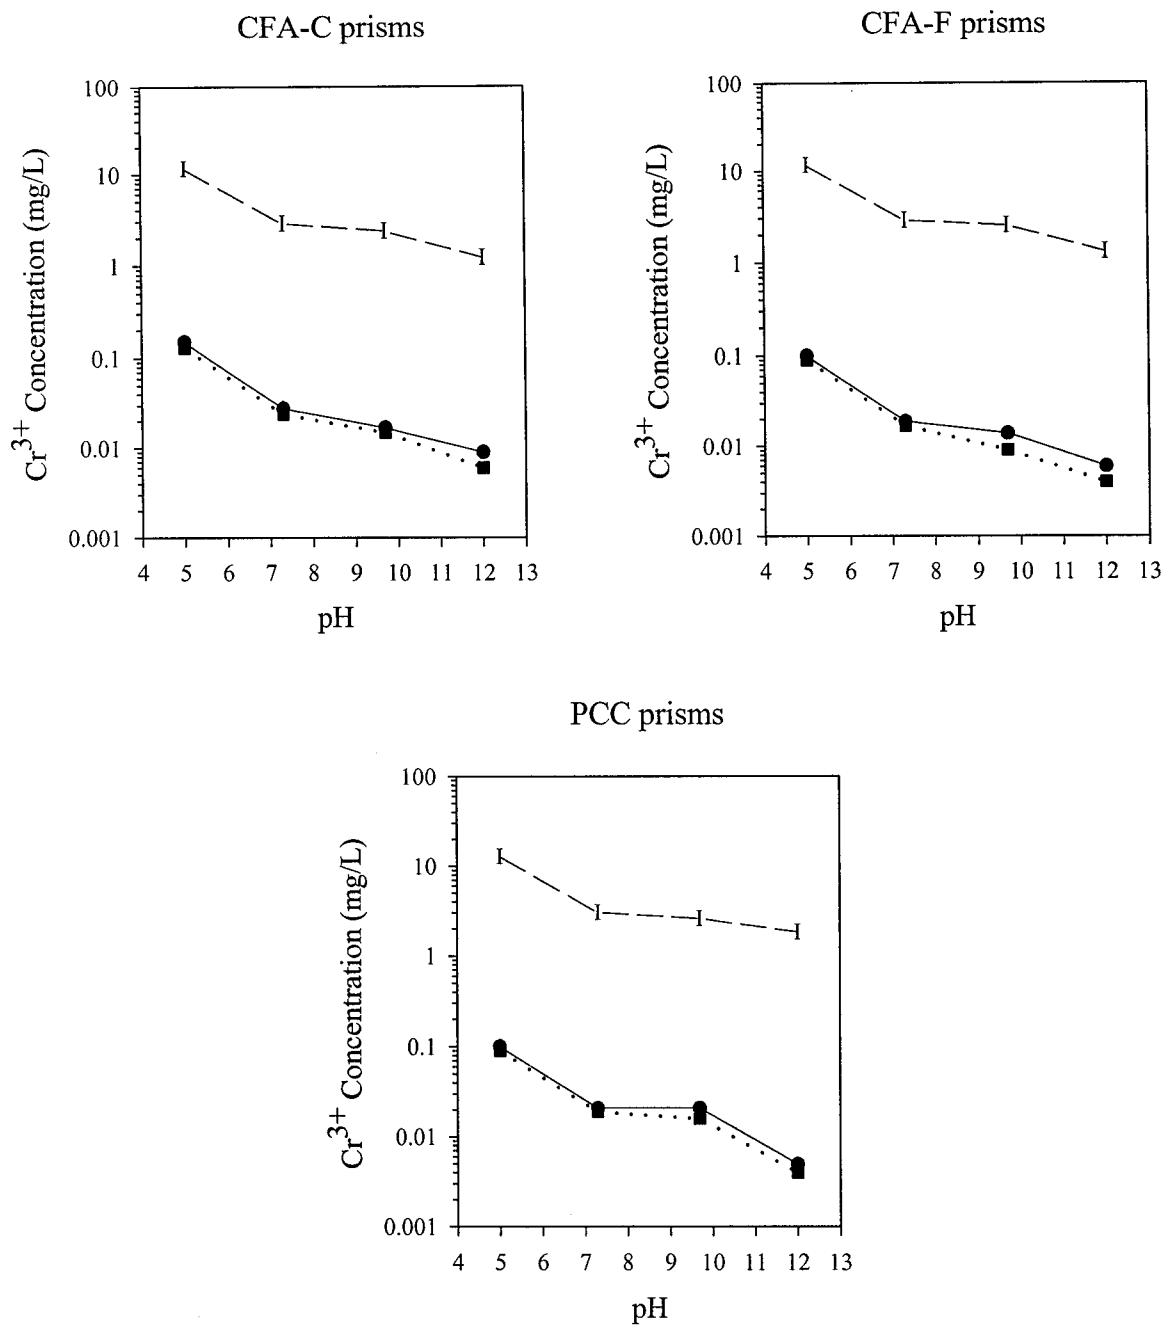 CFA-C prisms
100
10
1
0.1
0.01
0.001
Cr3+ Concentration (mg/L)
4 5 6 7 8 9 10 11 12 13
pH
CFA-F prisms
100
10
1
0.1
0.01
0.001
Cr3+ Concentration (mg/L)
4 5 6 7 8 9 10 11 12 13
pH
PCC prisms
100
10
1
0.1
0.01
0.001
Cr3+ Concentration (mg/L)
4 5 6 7 8 9 10 11 12 13
pH